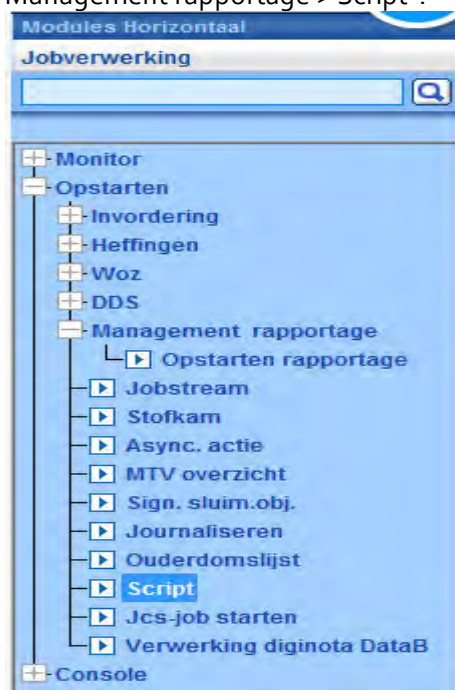 Management rapportage > Script .
Modules Horizontaal
Jobverwerking
Monitor
Opstarten
Invordering
Heffingen
Woz
DDS
Management rapportage
Opstarten rapportage
Jobstream
Stofkam
Async. actie
MTV overzicht
Sign. sluim.obj.
Journaliseren
Ouderdomslijst
Script
Jcs-job starten
Verwerking diginota DataB
Console